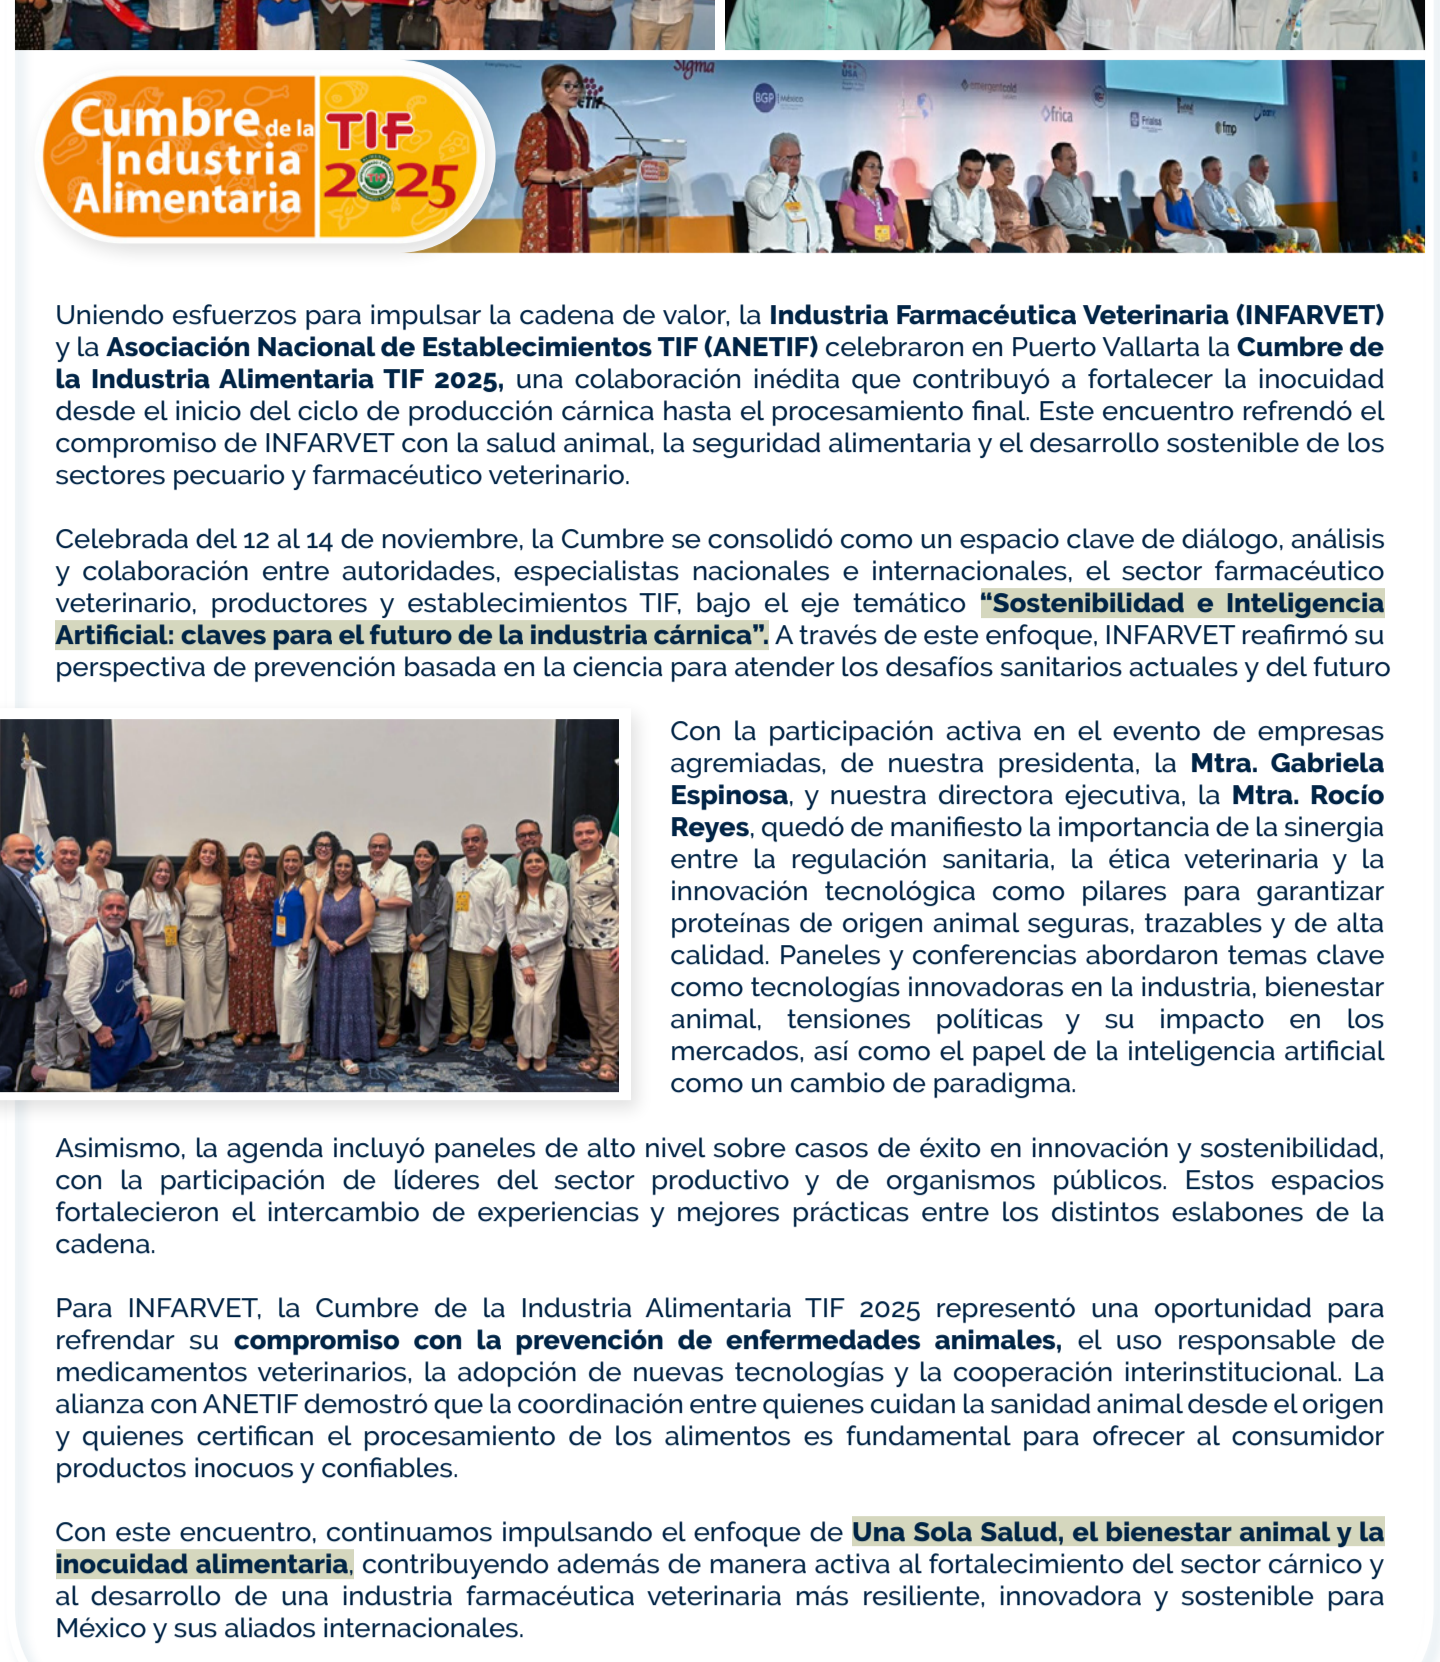 Cumbre de la
Industria
Alimentaria
TIF
2025
Sigma
BGP México
emergentcold
frica
Friaisa
fmp
Uniendo esfuerzos para impulsar la cadena de valor, la Industria Farmacéutica Veterinaria (INFARVET)
y la Asociación Nacional de Establecimientos TIF (ANETIF) celebraron en Puerto Vallarta la Cumbre de
la Industria Alimentaria TIF 2025, una colaboración inédita que contribuyó a fortalecer la inocuidad
desde el inicio del ciclo de producción cárnica hasta el procesamiento final. Este encuentro refrendó el
compromiso de INFARVET con la salud animal, la seguridad alimentaria y el desarrollo sostenible de los
sectores pecuario y farmacéutico veterinario.
Celebrada del 12 al 14 de noviembre, la Cumbre se consolidó como un espacio clave de diálogo, análisis
y colaboración entre autoridades, especialistas nacionales e internacionales, el sector farmacéutico
veterinario, productores y establecimientos TIF, bajo el eje temático “Sostenibilidad e Inteligencia
Artificial: claves para el futuro de la industria cárnica”. A través de este enfoque, INFARVET reafirmó su
perspectiva de prevención basada en la ciencia para atender los desafíos sanitarios actuales y del futuro
Con la participación activa en el evento de empresas
agremiadas, de nuestra presidenta, la Mtra. Gabriela
Espinosa, y nuestra directora ejecutiva, la Mtra. Rocío
Reyes, quedó de manifiesto la importancia de la sinergia
entre la regulación sanitaria, la ética veterinaria y la
innovación tecnológica como pilares para garantizar
proteínas de origen animal seguras, trazables y de alta
calidad. Paneles y conferencias abordaron temas clave
como tecnologías innovadoras en la industria, bienestar
animal, tensiones políticas y su impacto en los
mercados, así como el papel de la inteligencia artificial
como un cambio de paradigma.
Asimismo, la agenda incluyó paneles de alto nivel sobre casos de éxito en innovación y sostenibilidad,
con la participación de líderes del sector productivo y de organismos públicos. Estos espacios
fortalecieron el intercambio de experiencias y mejores prácticas entre los distintos eslabones de la
cadena.
Para INFARVET, la Cumbre de la Industria Alimentaria TIF 2025 representó una oportunidad para
refrendar su compromiso con la prevención de enfermedades animales, el uso responsable de
medicamentos veterinarios, la adopción de nuevas tecnologías y la cooperación interinstitucional. La
alianza con ANETIF demostró que la coordinación entre quienes cuidan la sanidad animal desde el origen
y quienes certifican el procesamiento de los alimentos es fundamental para ofrecer al consumidor
productos inocuos y confiables.
Con este encuentro, continuamos impulsando el enfoque de Una Sola Salud, el bienestar animal y la
inocuidad alimentaria, contribuyendo además de manera activa al fortalecimiento del sector cárnico y
al desarrollo de una industria farmacéutica veterinaria más resiliente, innovadora y sostenible para
México y sus aliados internacionales.